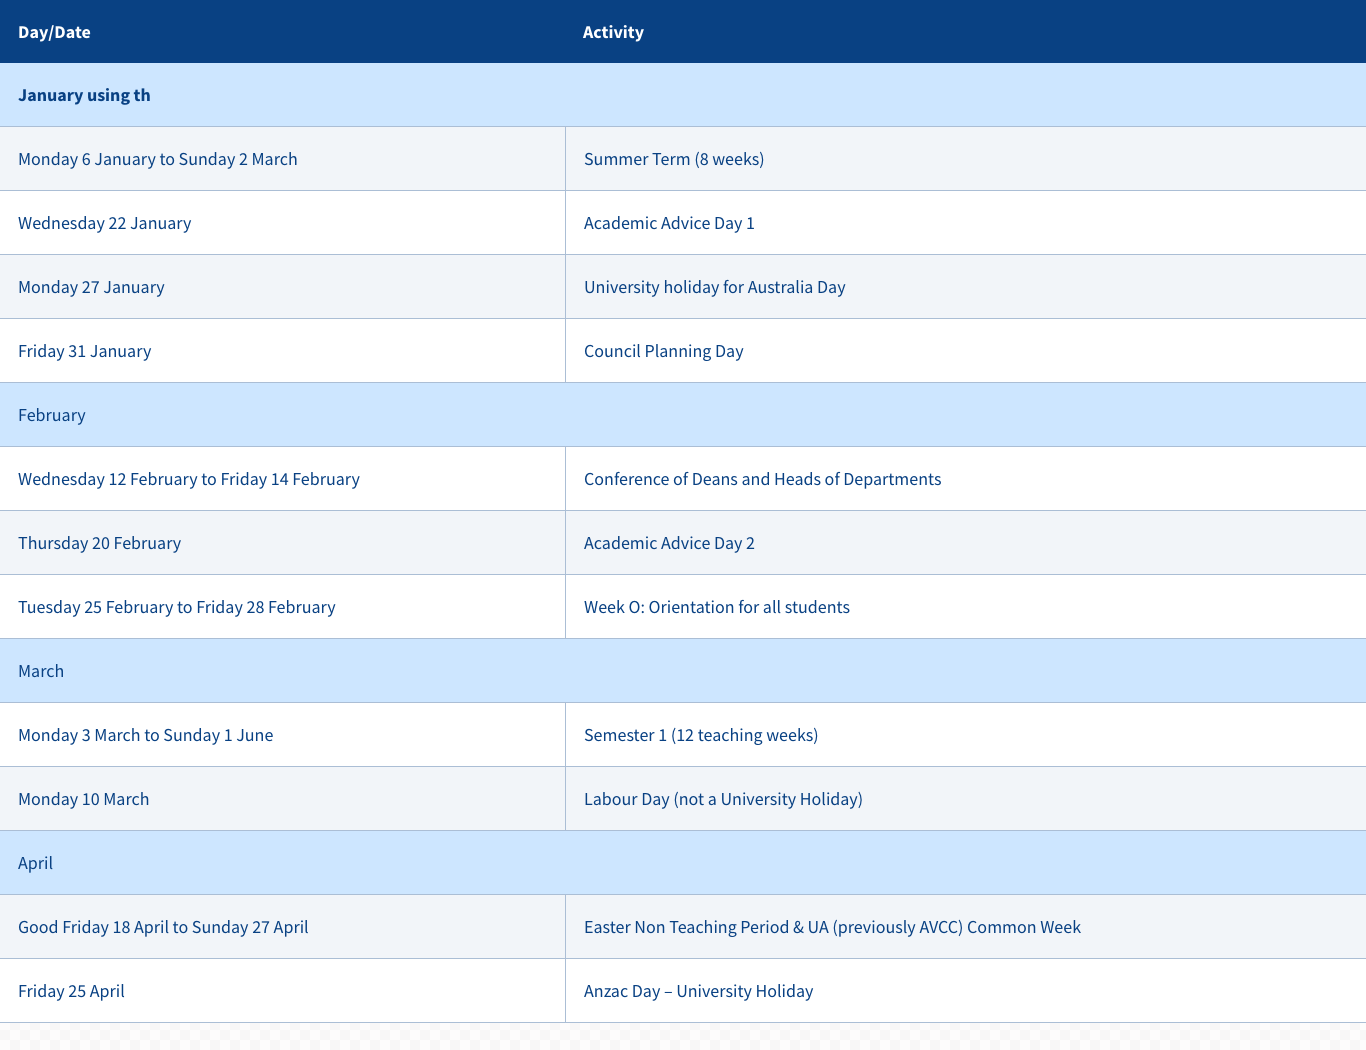 Day/Date Activity
January using th
Monday 6 January to Sunday 2 March Summer Term (8 weeks)
Wednesday 22 January Academic Advice Day 1
Monday 27 January University holiday for Australia Day
Friday 31 January Council Planning Day
February
Wednesday 12 February to Friday 14 February Conference of Deans and Heads of Departments
Thursday 20 February Academic Advice Day 2
Tuesday 25 February to Friday 28 February Week O: Orientation for all students
March
Monday 3 March to Sunday 1 June Semester 1 (12 teaching weeks)
Monday 10 March Labour Day (not a University Holiday)
April
Good Friday 18 April to Sunday 27 April Easter Non Teaching Period & UA (previously AVCC) Common Week
Friday 25 April Anzac Day – University Holiday